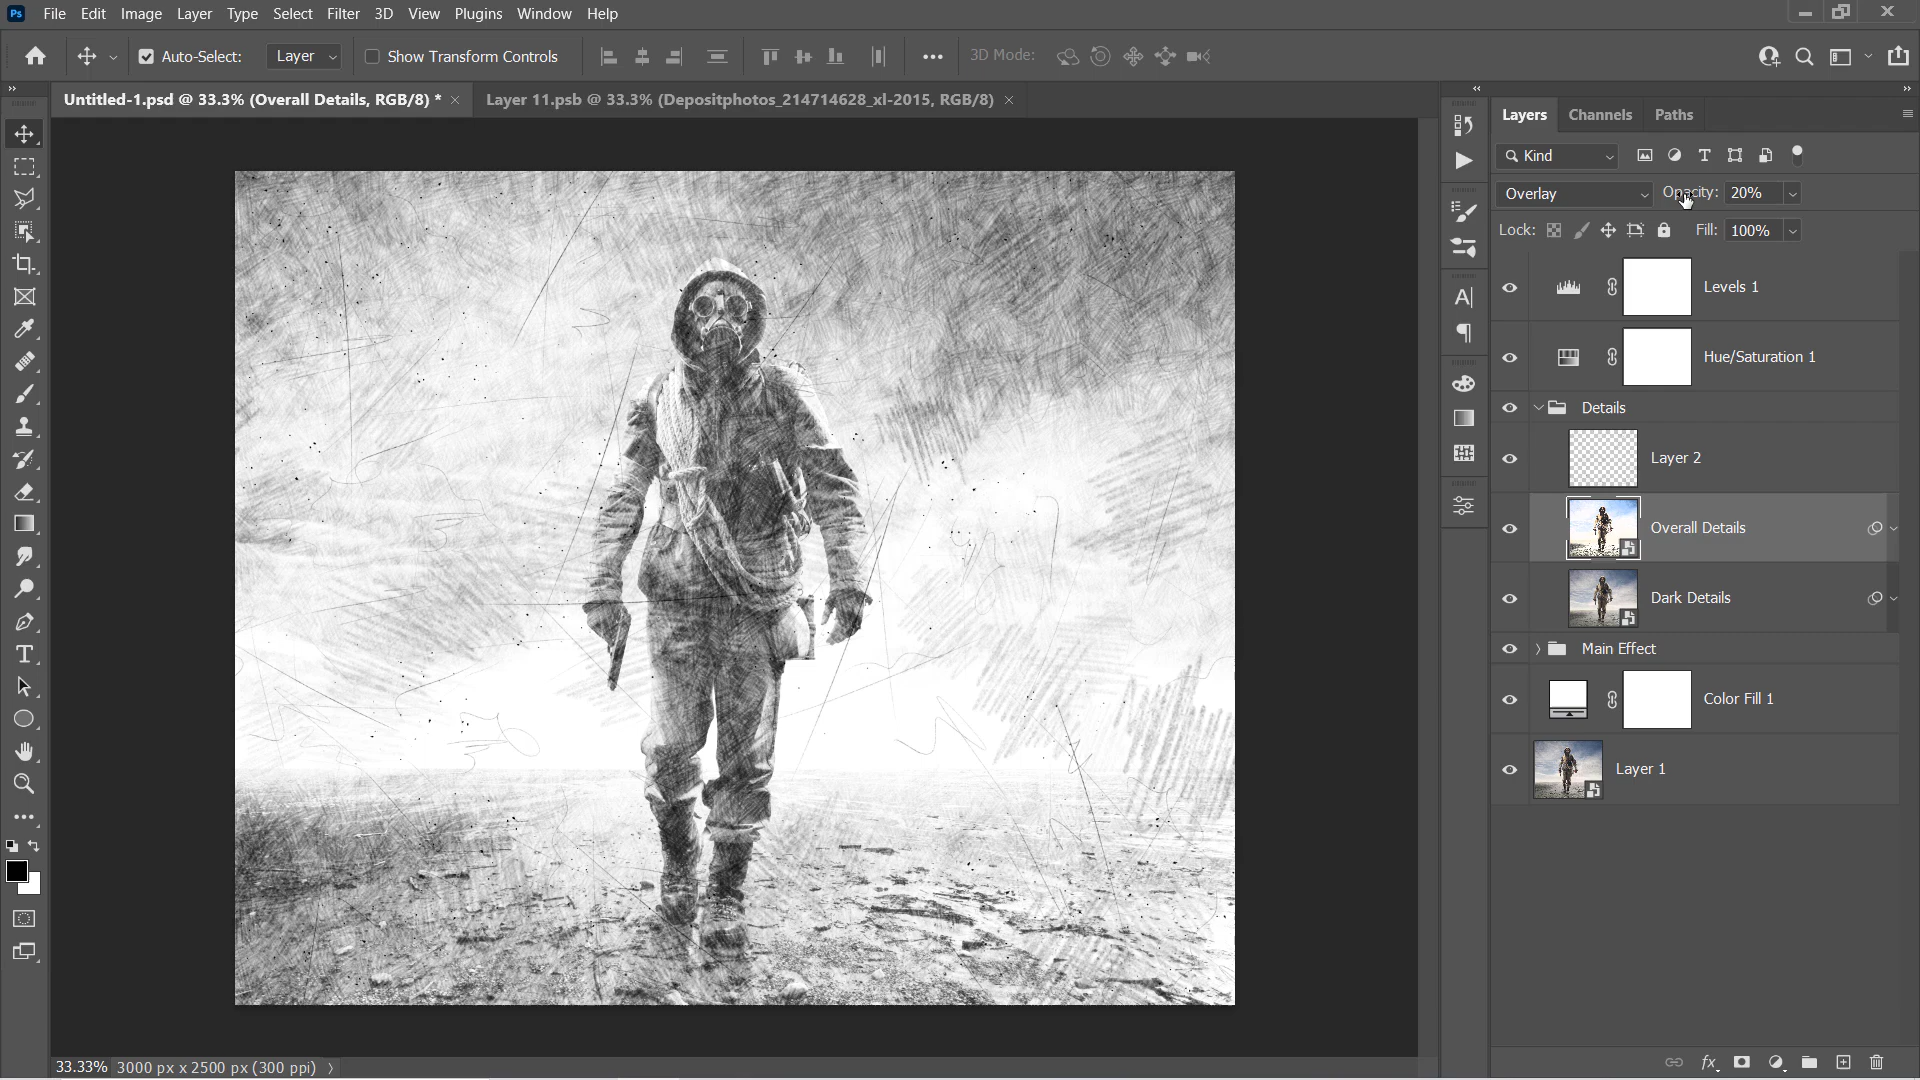 Ps File Edit Image Layer Type Select Filter 3D View Plugins Window Help
Auto-Select: Layer Show Transform Controls 3D Mode:
Untitled-1.psd @ 33.3% (Overall Details, RGB/8) * Layer 11.psb @ 33.3% (Depositphotos_214714628_xl-2015, RGB/8)
Layers Channels Paths
Kind
Overlay Opacity: 20%
Lock: Fill: 100%
Levels 1
Hue/Saturation 1
Details
Layer 2
Overall Details
Dark Details
Main Effect
Color Fill 1
Layer 1
33.33% 3000 px x 2500 px (300 ppi)